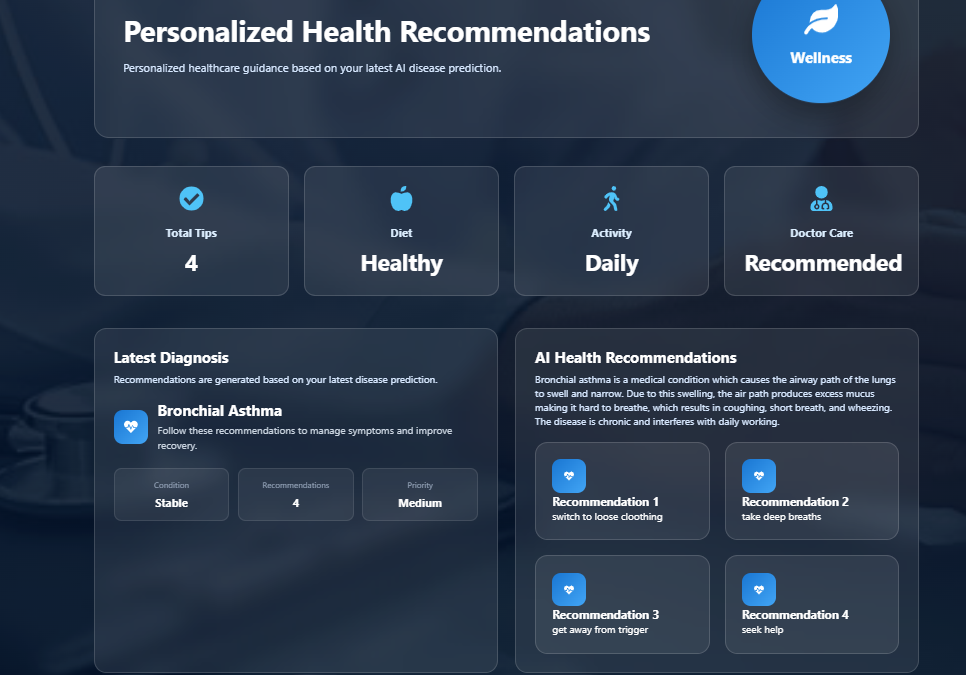 Personalized Health Recommendations
Personalized healthcare guidance based on your latest AI disease prediction.
Wellness
Total Tips
4
Diet
Healthy
Activity
Daily
Doctor Care
Recommended
Latest Diagnosis
Recommendations are generated based on your latest disease prediction.
Bronchial Asthma
Follow these recommendations to manage symptoms and improve
recovery.
Condition
Stable
Recommendations
4
Priority
Medium
AI Health Recommendations
Bronchial asthma is a medical condition which causes the airway path of the lungs
to swell and narrow. Due to this swelling, the air path produces excess mucus
making it hard to breathe, which results in coughing, short breath, and wheezing.
The disease is chronic and interferes with daily working.
Recommendation 1
switch to loose cloothing
Recommendation 2
take deep breaths
Recommendation 3
get away from trigger
Recommendation 4
seek help